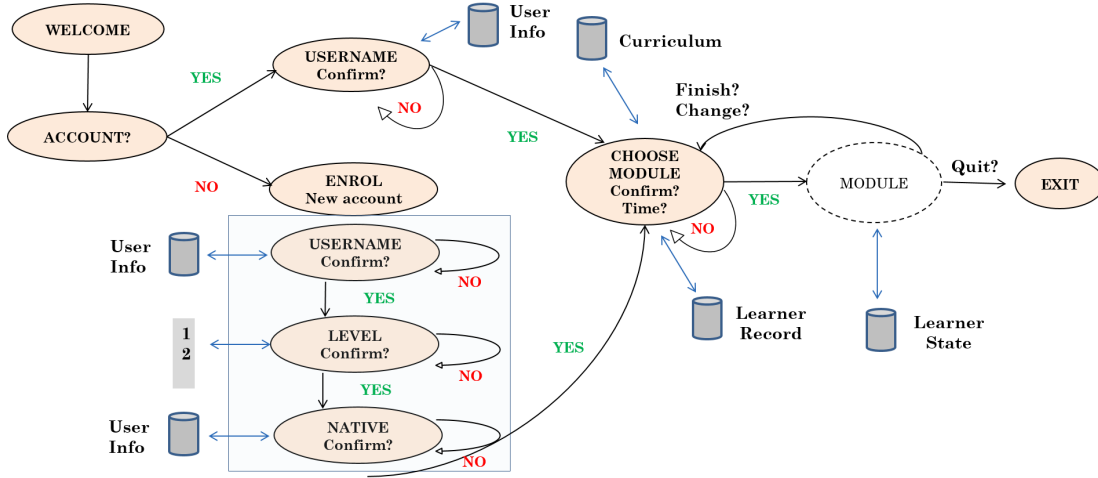 WELCOME
ACCOUNT?
YES
NO
USERNAME
Confirm?
NO
User
Info
YES
ENROL
New account
User
Info
USERNAME
Confirm?
NO
YES
1
2
LEVEL
Confirm?
NO
YES
User
Info
NATIVE
Confirm?
NO
YES
Curriculum
CHOOSE
MODULE
Confirm?
Time?
NO
YES
Learner
Record
Finish?
Change?
MODULE
Learner
State
Quit?
EXIT